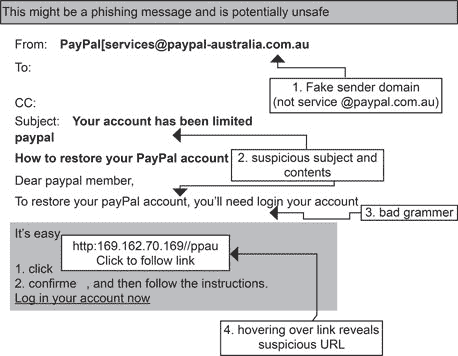 This might be a phishing message and is potentially unsafe
From: PayPal[services@paypal-australia.com.au
To:
1. Fake sender domain
(not service @paypal.com.au)
CC:
Subject: Your account has been limited
paypal
How to restore your PayPal account
2. suspicious subject and
contents
Dear paypal member,
To restore your payPal account, you'll need login your account
3. bad grammer
It's easy
http:169.162.70.169//ppau
Click to follow link
1. click
2. confirme , and then follow the instructions.
Log in your account now
4. hovering over link reveals
suspicious URL